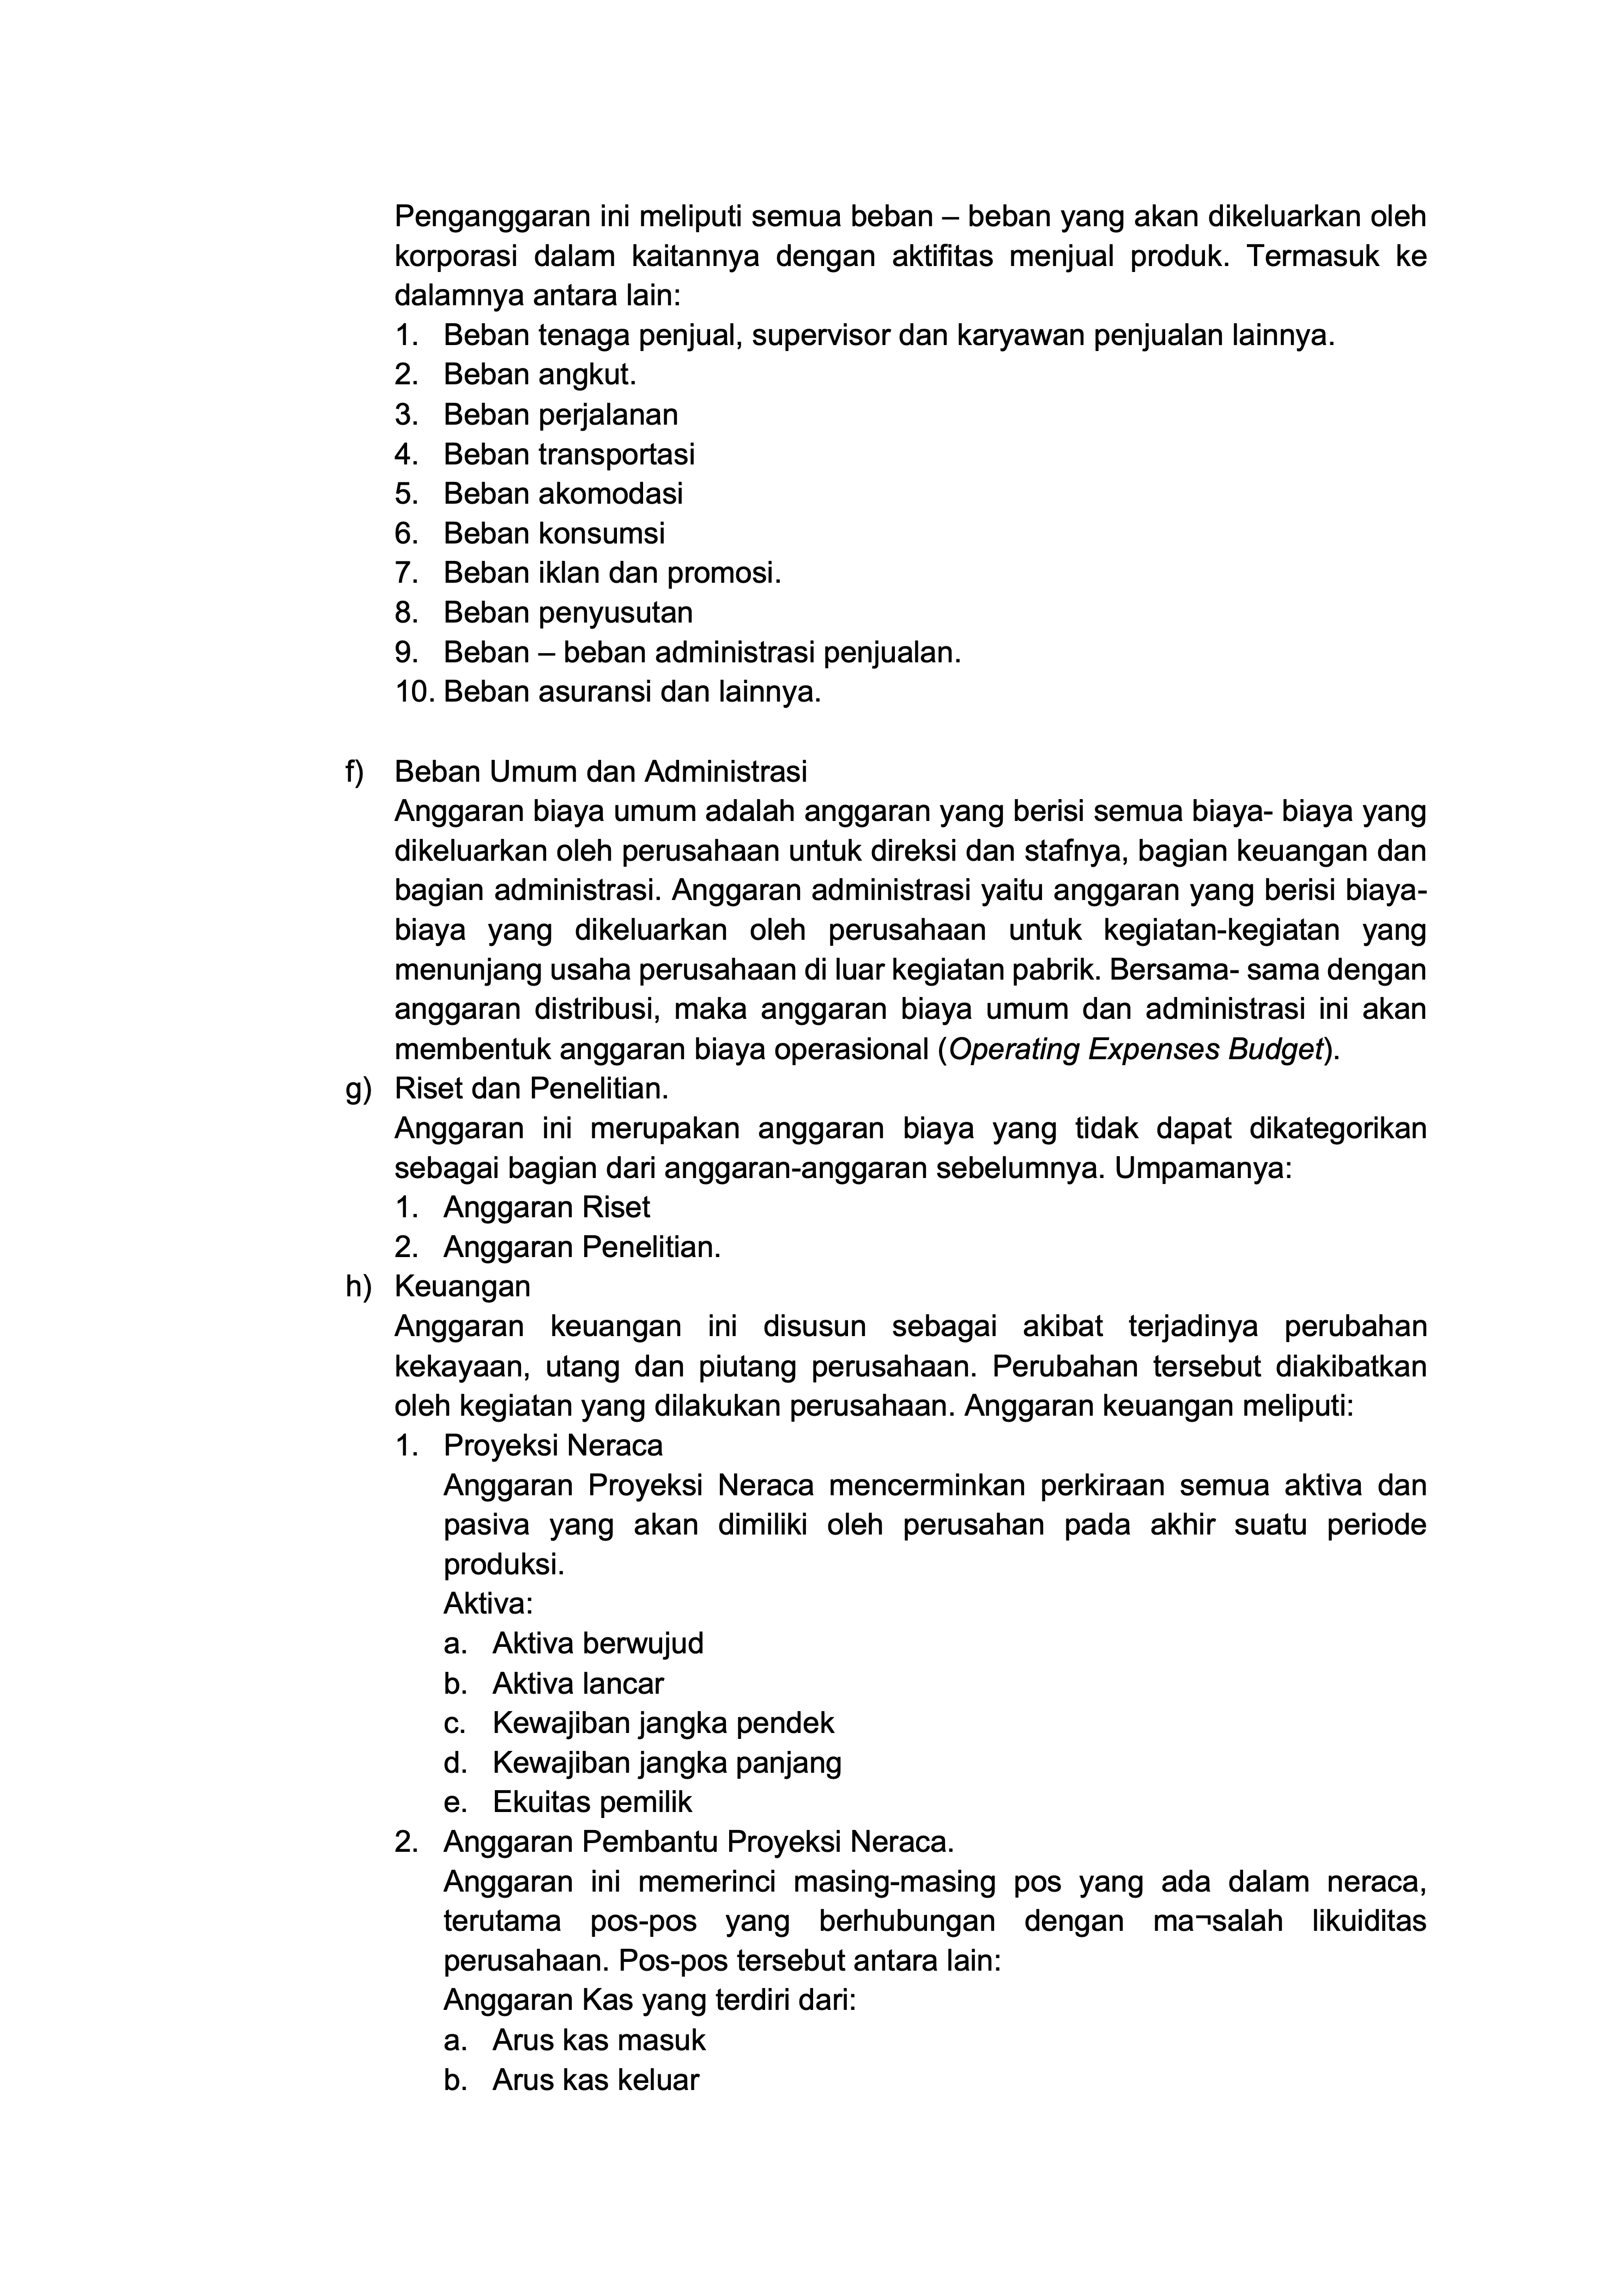 Penganggaran ini meliputi semua beban – beban yang akan dikeluarkan oleh
korporasi dalam kaitannya dengan aktifitas menjual produk. Termasuk ke
dalamnya antara lain:
1. Beban tenaga penjual, supervisor dan karyawan penjualan lainnya.
2. Beban angkut.
3. Beban perjalanan
4. Beban transportasi
5. Beban akomodasi
6. Beban konsumsi
7. Beban iklan dan promosi.
8. Beban penyusutan
9. Beban – beban administrasi penjualan.
10. Beban asuransi dan lainnya.
f) Beban Umum dan Administrasi
Anggaran biaya umum adalah anggaran yang berisi semua biaya- biaya yang
dikeluarkan oleh perusahaan untuk direksi dan stafnya, bagian keuangan dan
bagian administrasi. Anggaran administrasi yaitu anggaran yang berisi biaya-
biaya yang dikeluarkan oleh perusahaan untuk kegiatan-kegiatan yang
menunjang usaha perusahaan di luar kegiatan pabrik. Bersama- sama dengan
anggaran distribusi, maka anggaran biaya umum dan administrasi ini akan
membentuk anggaran biaya operasional (Operating Expenses Budget).
g) Riset dan Penelitian.
Anggaran ini merupakan anggaran biaya yang tidak dapat dikategorikan
sebagai bagian dari anggaran-anggaran sebelumnya. Umpamanya:
1. Anggaran Riset
2. Anggaran Penelitian.
h) Keuangan
Anggaran keuangan ini disusun sebagai akibat terjadinya perubahan
kekayaan, utang dan piutang perusahaan. Perubahan tersebut diakibatkan
oleh kegiatan yang dilakukan perusahaan. Anggaran keuangan meliputi:
1. Proyeksi Neraca
Anggaran Proyeksi Neraca mencerminkan perkiraan semua aktiva dan
pasiva yang akan dimiliki oleh perusahan pada akhir suatu periode
produksi.
Aktiva:
a. Aktiva berwujud
b. Aktiva lancar
c. Kewajiban jangka pendek
d. Kewajiban jangka panjang
e. Ekuitas pemilik
2. Anggaran Pembantu Proyeksi Neraca.
Anggaran ini memerinci masing-masing pos yang ada dalam neraca,
terutama pos-pos yang berhubungan dengan ma¬salah likuiditas
perusahaan. Pos-pos tersebut antara lain:
Anggaran Kas yang terdiri dari:
a. Arus kas masuk
b. Arus kas keluar